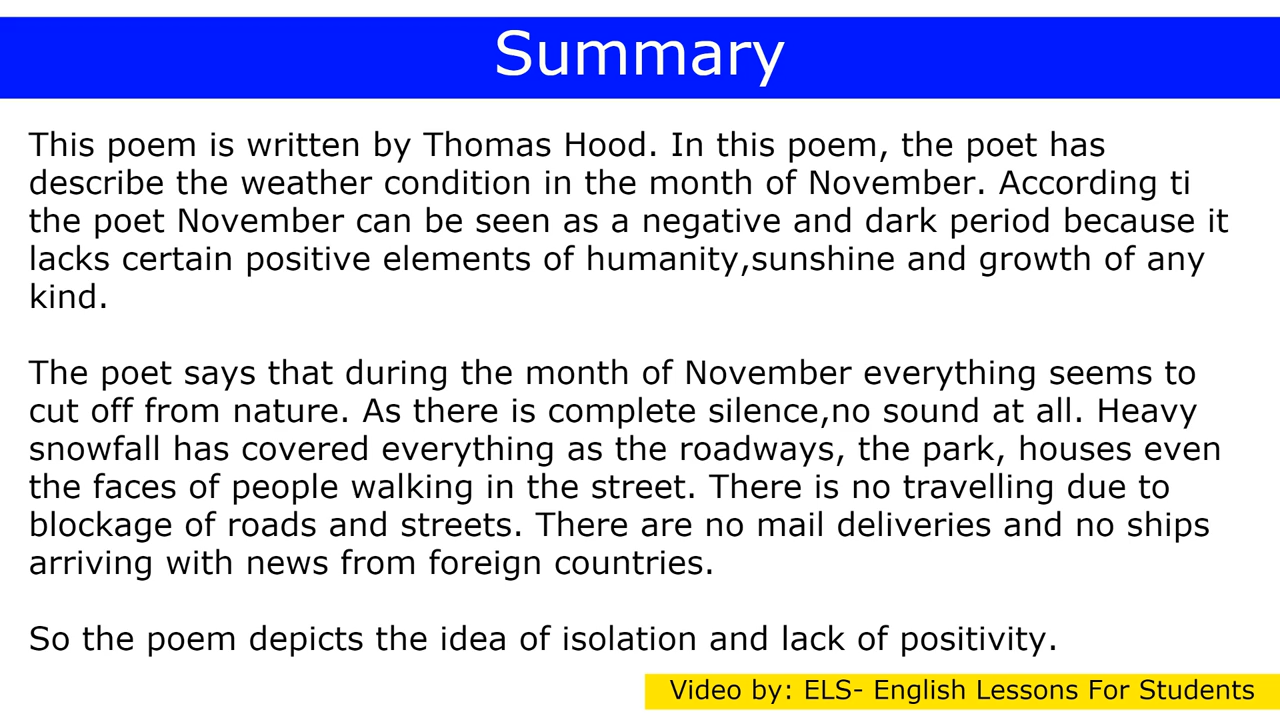 Summary
This poem is written by Thomas Hood. In this poem, the poet has
describe the weather condition in the month of November. According ti
the poet November can be seen as a negative and dark period because it
lacks certain positive elements of humanity,sunshine and growth of any
kind.
The poet says that during the month of November everything seems to
cut off from nature. As there is complete silence,no sound at all. Heavy
snowfall has covered everything as the roadways, the park, houses even
the faces of people walking in the street. There is no travelling due to
blockage of roads and streets. There are no mail deliveries and no ships
arriving with news from foreign countries.
So the poem depicts the idea of isolation and lack of positivity.
Video by: ELS- English Lessons For Students